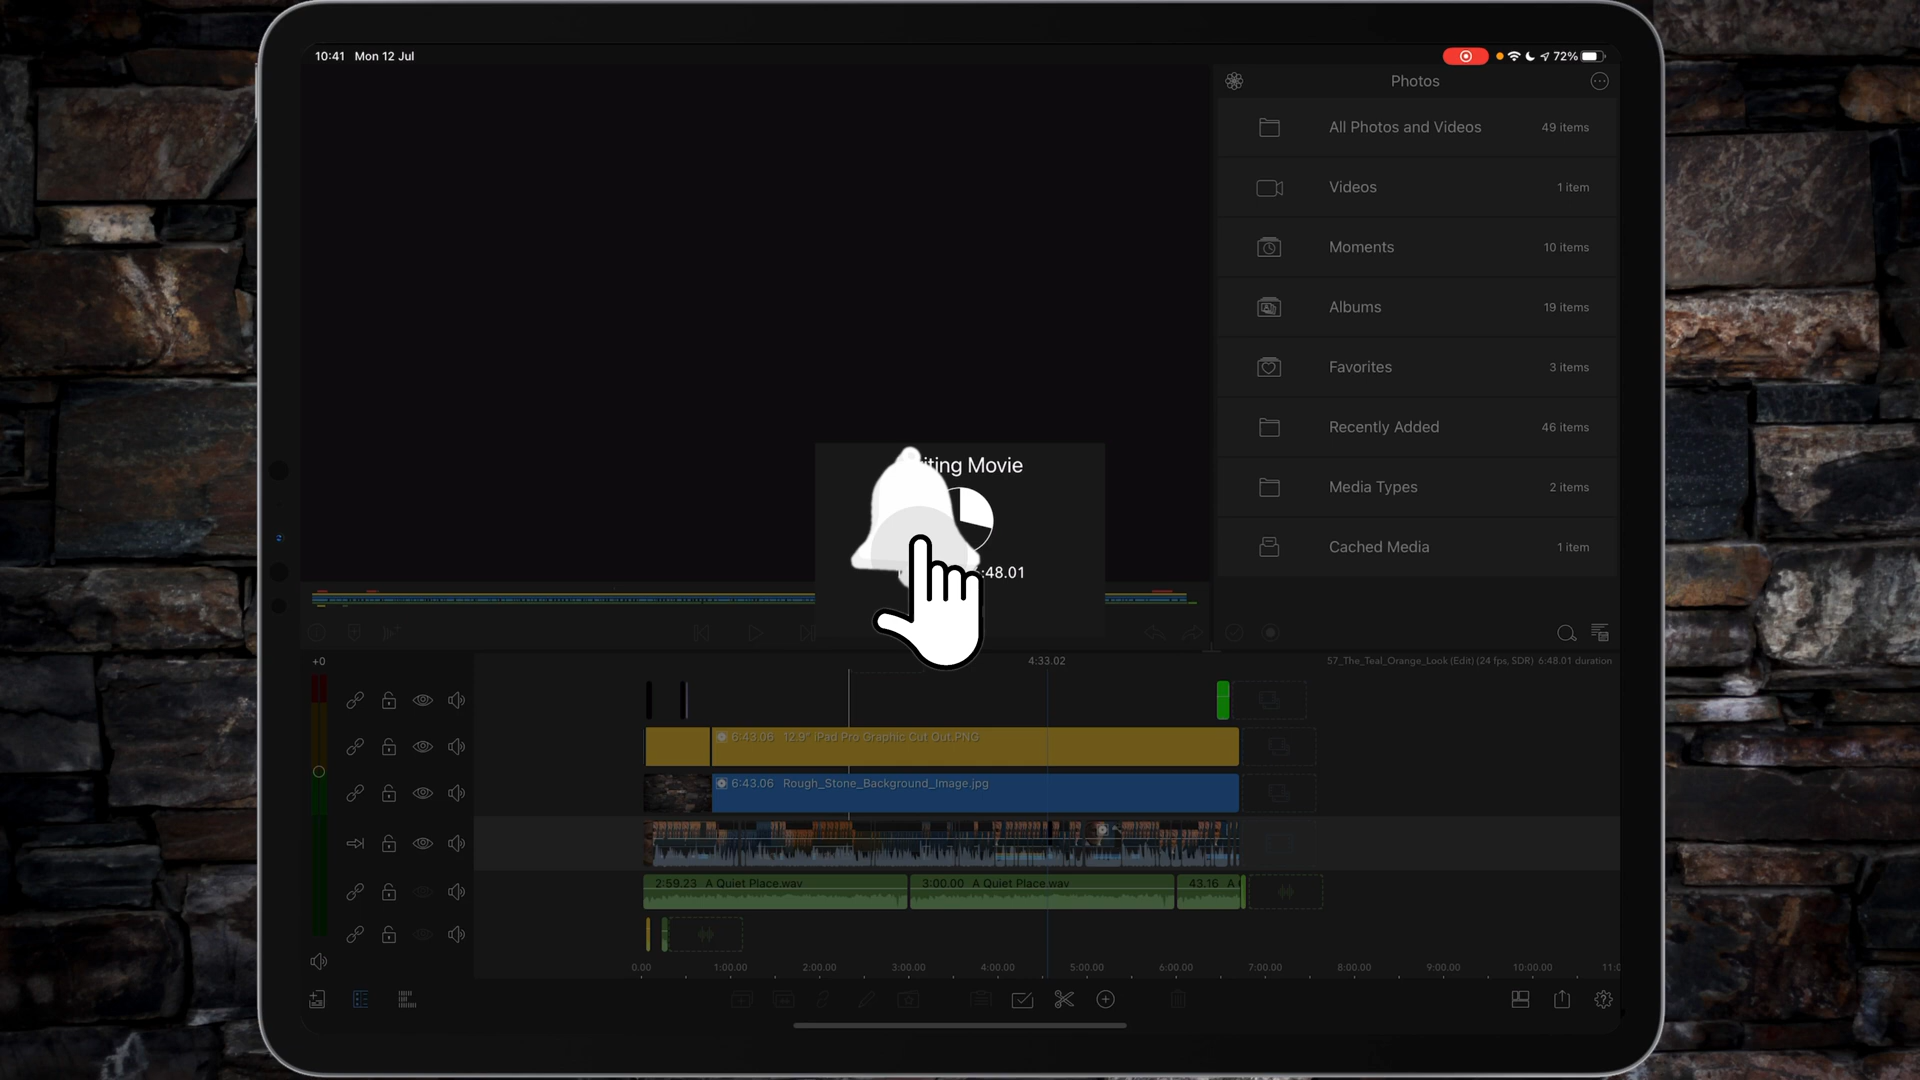 10:41 Mon 12 Jul
72%
Photos
All Photos and Videos 49 items
Videos 1 item
Moments 10 items
Albums 19 items
Favorites 3 items
Recently Added 46 items
Media Types 2 items
Cached Media 1 item
iting Movie
:48.01
+0
4:33.02
57_The_Teal_Orange_Look (Edit) (24 fps, SDR) 6:48.01 duration
6:43.06 12.9" iPad Pro Graphic Cut Out.PNG
6:43.06 Rough_Stone_Background_Image.jpg
2:59.23 A Quiet Place.wav
3:00.00 A Quiet Place.wav
43.16 A
0.00 1:00.00 2:00.00 3:00.00 4:00.00 5:00.00 6:00.00 7:00.00 8:00.00 9:00.00 10:00.00 11:0